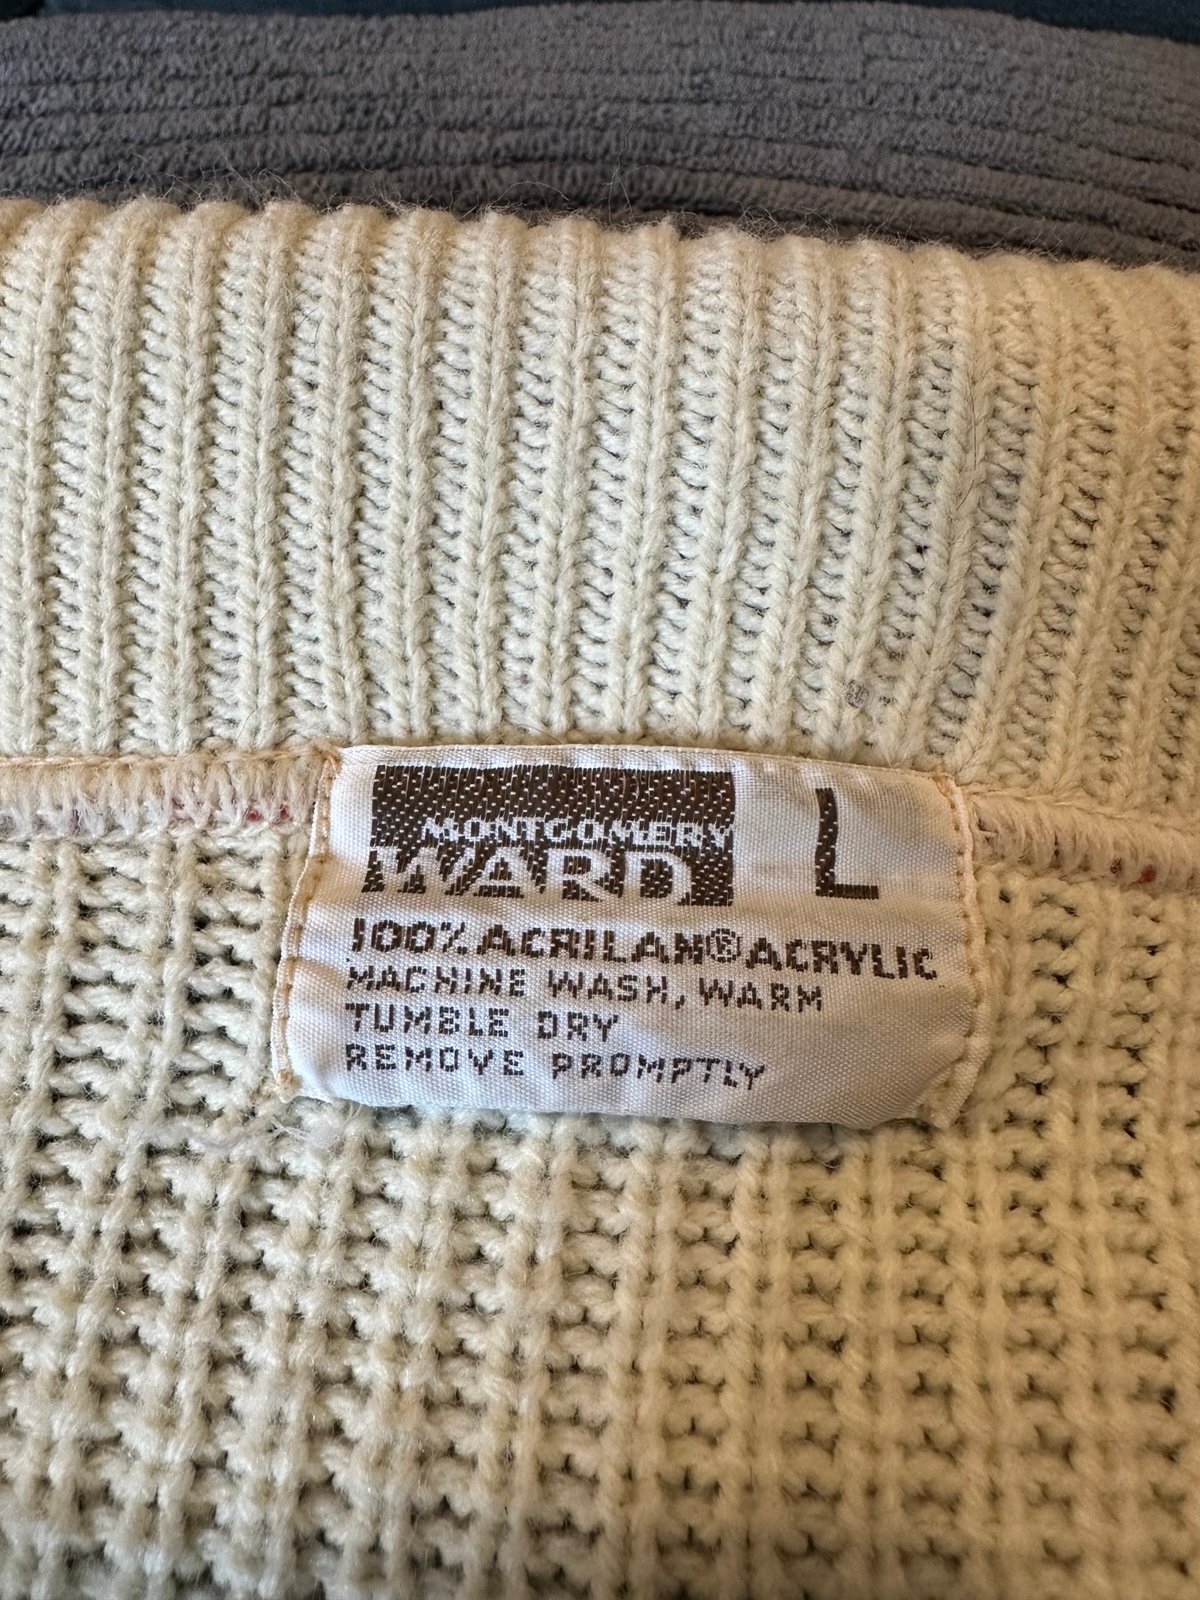 MONTGOMERY
WARD
L
100% ACRILAN® ACRYLIC
MACHINE WASH, WARM
TUMBLE DRY
REMOVE PROMPTLY